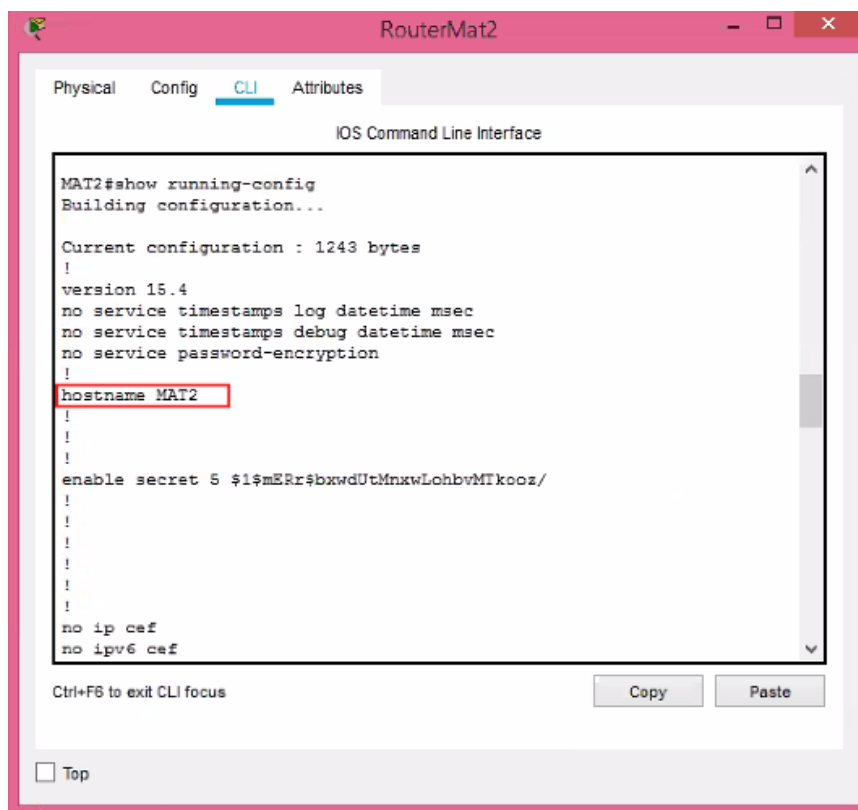 RouterMat2
Physical Config CLI Attributes
IOS Command Line Interface
MAT2#show running-config
Building configuration...
Current configuration : 1243 bytes
!
version 15.4
no service timestamps log datetime msec
no service timestamps debug datetime msec
no service password-encryption
!
hostname MAT2
!
!
!
enable secret 5 $1$mERr$bxwdUtMnxwLohbvMTkooz/
!
!
!
!
!
!
no ip cef
no ipv6 cef
Ctrl+F6 to exit CLI focus
Copy Paste
Top